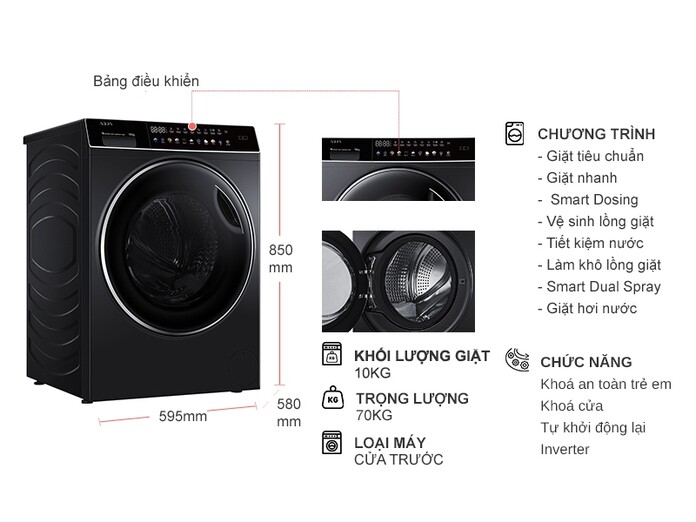 Bảng điều khiển
850
mm
595mm
580
mm
KHỐI LƯỢNG GIẶT
10KG
KG
TRỌNG LƯỢNG
70KG
LOẠI MÁY
CỬA TRƯỚC
CHƯƠNG TRÌNH
- Giặt tiêu chuẩn
- Giặt nhanh
- Smart Dosing
- Vệ sinh lồng giặt
- Tiết kiệm nước
- Làm khô lồng giặt
- Smart Dual Spray
- Giặt hơi nước
CHỨC NĂNG
Khoá an toàn trẻ em
Khoá cửa
Tự khởi động lại
Inverter